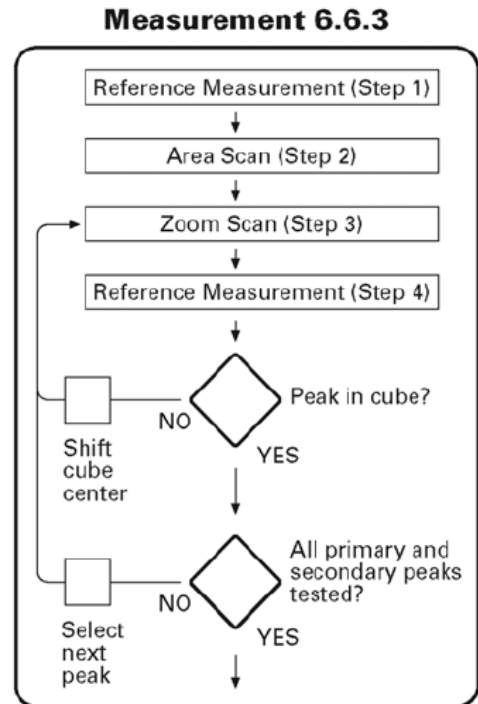 Measurement 6.6.3
Reference Measurement (Step 1)
Area Scan (Step 2)
Zoom Scan (Step 3)
Reference Measurement (Step 4)
Peak in cube?
NO
YES
Shift
cube
center
All primary and
secondary peaks
tested?
NO
YES
Select
next
peak